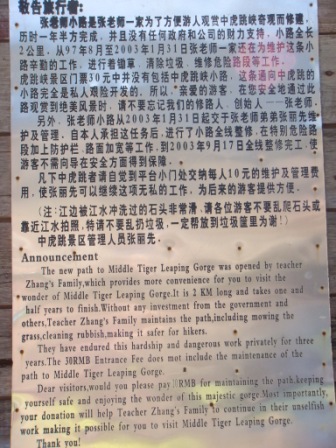 敬告旅行者:
张老师小路是张老师一家为了方便游人观赏中虎跳峡奇观而修建,
历时一年半方完成,并且没有任何政府和公司的财力支持,小路全长
2公里,从97年8月至2003年1月31日张老师一家还在为维护这条小
路辛勤的工作,进行着锄草,清除垃圾,维修危险路段等工作。
虎跳峡景区门票30元中并没有包括中虎跳峡小路,这条通向中虎跳的
小路完全是私人艰险开发的。所以:亲爱的游客,在您安全地通过此
路观赏到绝美风景时,请不要忘记我们的修路人,创始人——张老师。
另外,张老师小路从2003年1月31日起交于张老师弟弟张丽先维
护及管理,自本人承担这任务后,进行了小路全线整修,在特别危险路
段加上防护栏,路面加宽等工作,到2003年9月17日全线整修完工,使
游客不需向导在安全方面得到保障。
凡下中虎跳者请自觉到平台小门处交纳每人10元的维护及管理费
用,使张丽先可以继续这项无私的工作,为后来的游客提供方便。
(注:江边被江水冲洗过的石头非常滑,请各位游客不要乱爬石头或
靠近江水拍照,特请不要乱扔垃圾,一定帮放到垃圾筐里为谢!)
中虎跳景区管理人员张丽先.
Announcement
The new path to Middle Tiger Leaping Gorge was opened by teacher
Zhang's Family,which provides more convenience for you to visit the
wonder of Middle Tiger Leaping Gorge.It is 2 KM long and takes one and
half years to finish.Without any investment from the government and
others,Teacher Zhang's Family maintains the path,including mowing the
grass,cleaning rubbish,making it safer for hikers.
They have endured this hardship and dangerous work privately for three
years.The 30RMB Entrance Fee does mot include the maintenance of the
path to Middle Tiger Leaping Gorge.
Dear visitors,would you please pay RMB for maintaining the path,keeping
yourself safe and enjoying the wonder of this majestic gorge.Most importantly,
your donation will help Teacher Zhang's Family to continue in their unselfish
work making it possible for you to visit Middle Tiger Leaping Gorge.
Thank you!